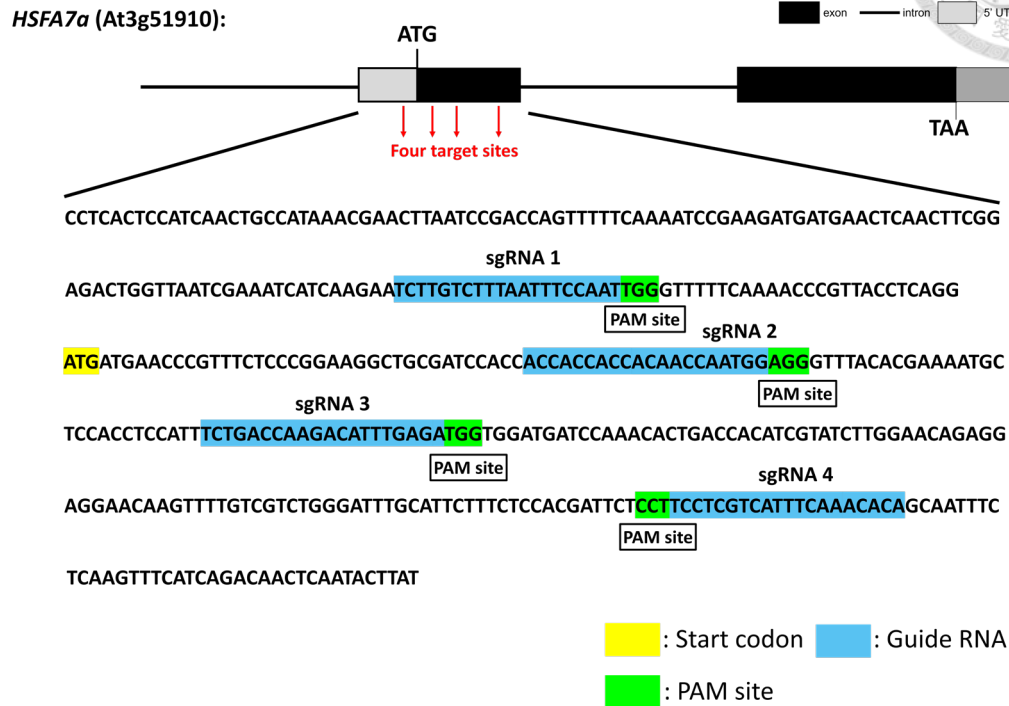 HSFA7a (At3g51910):
exon intron 5' UT
ATG
TAA
Four target sites
CCTCACTCCATCAACTGCCATAAACGAACTTAATCCGACCAGTTTTTCAAAATCCGAAGATGATGAACTCAACTTCGG
sgRNA 1
AGACTGGTTAATCGAAATCATCAAGAATCTTGTCTTTAATTTCCAATTGGGTTTTTCAAAACCCGTTACCTCAGG
PAM site
sgRNA 2
ATGATGAACCCGTTTCTCCCGGAAGGCTGCGATCCACCACCACCACCACAACCAATGGAGGGTTTACACGAAAATGC
PAM site
sgRNA 3
TCCACCTCCATTTCTGACCAAGACATTTGAGATGGTGGATGATCCAAACACTGACCACATCGTATCTTGGAACAGAGG
PAM site
sgRNA 4
AGGAACAAGTTTTGTCGTCTGGGATTTGCATTCTTTCTCCACGATTCTCCTTCCTCGTCATTTCAAACACAGCAATTTC
PAM site
TCAAGTTTCATCAGACAACTCAATACTTAT
: Start codon : Guide RNA
: PAM site